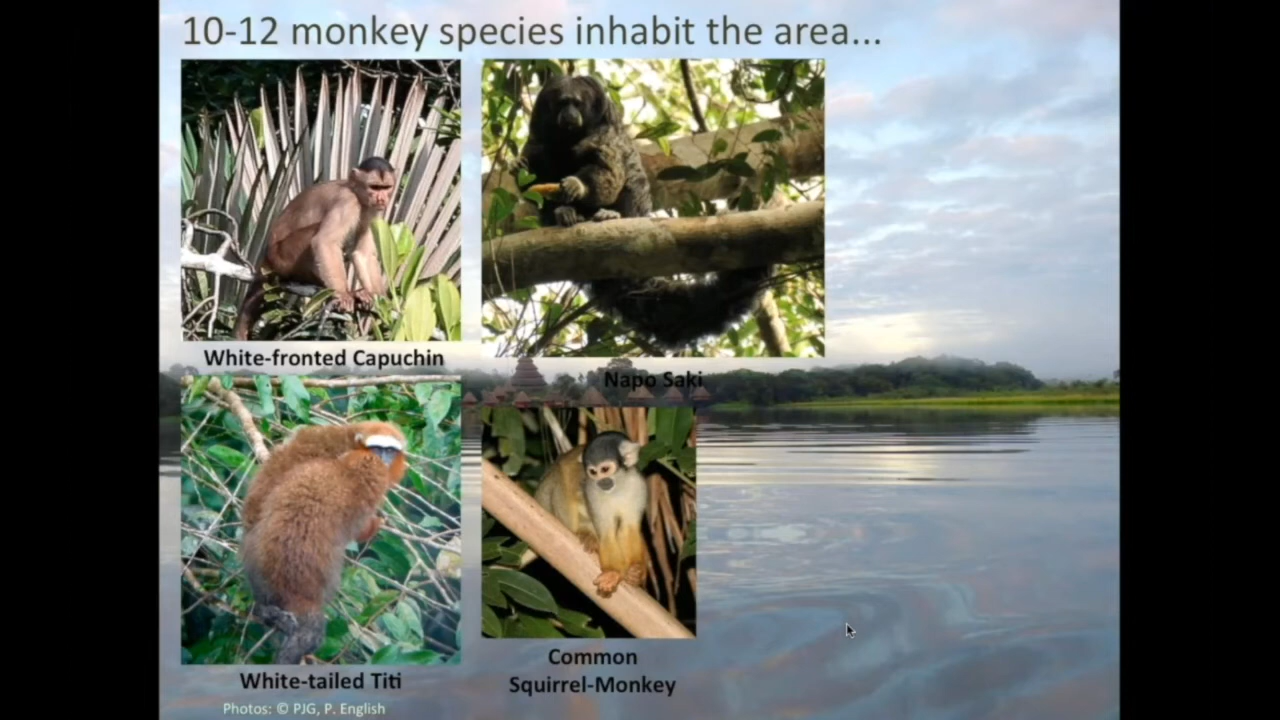 10-12 monkey species inhabit the area...
White-fronted Capuchin
Napo Saki
White-tailed Titi
Common
Squirrel-Monkey
Photos: © PJG, P. English